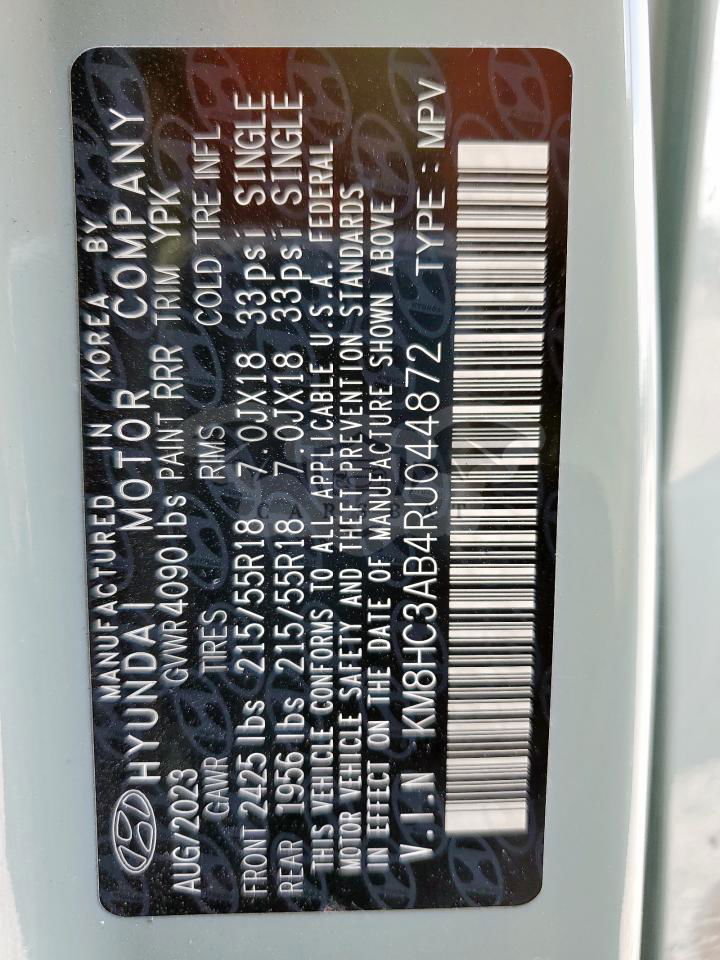 MANUFACTURED IN KOREA BY
HYUNDAI MOTOR COMPANY
AUG/2023 GVWR 4090 lbs PAINT RRR TRIM YPK
GAWR TIRES RIMS COLD TIRE INFL
FRONT 2425 lbs 215/55R18 7.0JX18 33psi SINGLE
REAR 1956 lbs 215/55R18 7.0JX18 33psi SINGLE
THIS VEHICLE CONFORMS TO ALL APPLICABLE U.S.A. FEDERAL
MOTOR VEHICLE SAFETY AND THEFT PREVENTION STANDARDS
IN EFFECT ON THE DATE OF MANUFACTURE SHOWN ABOVE
V.I.N KM8HC3AB4RU044872 TYPE : MPV